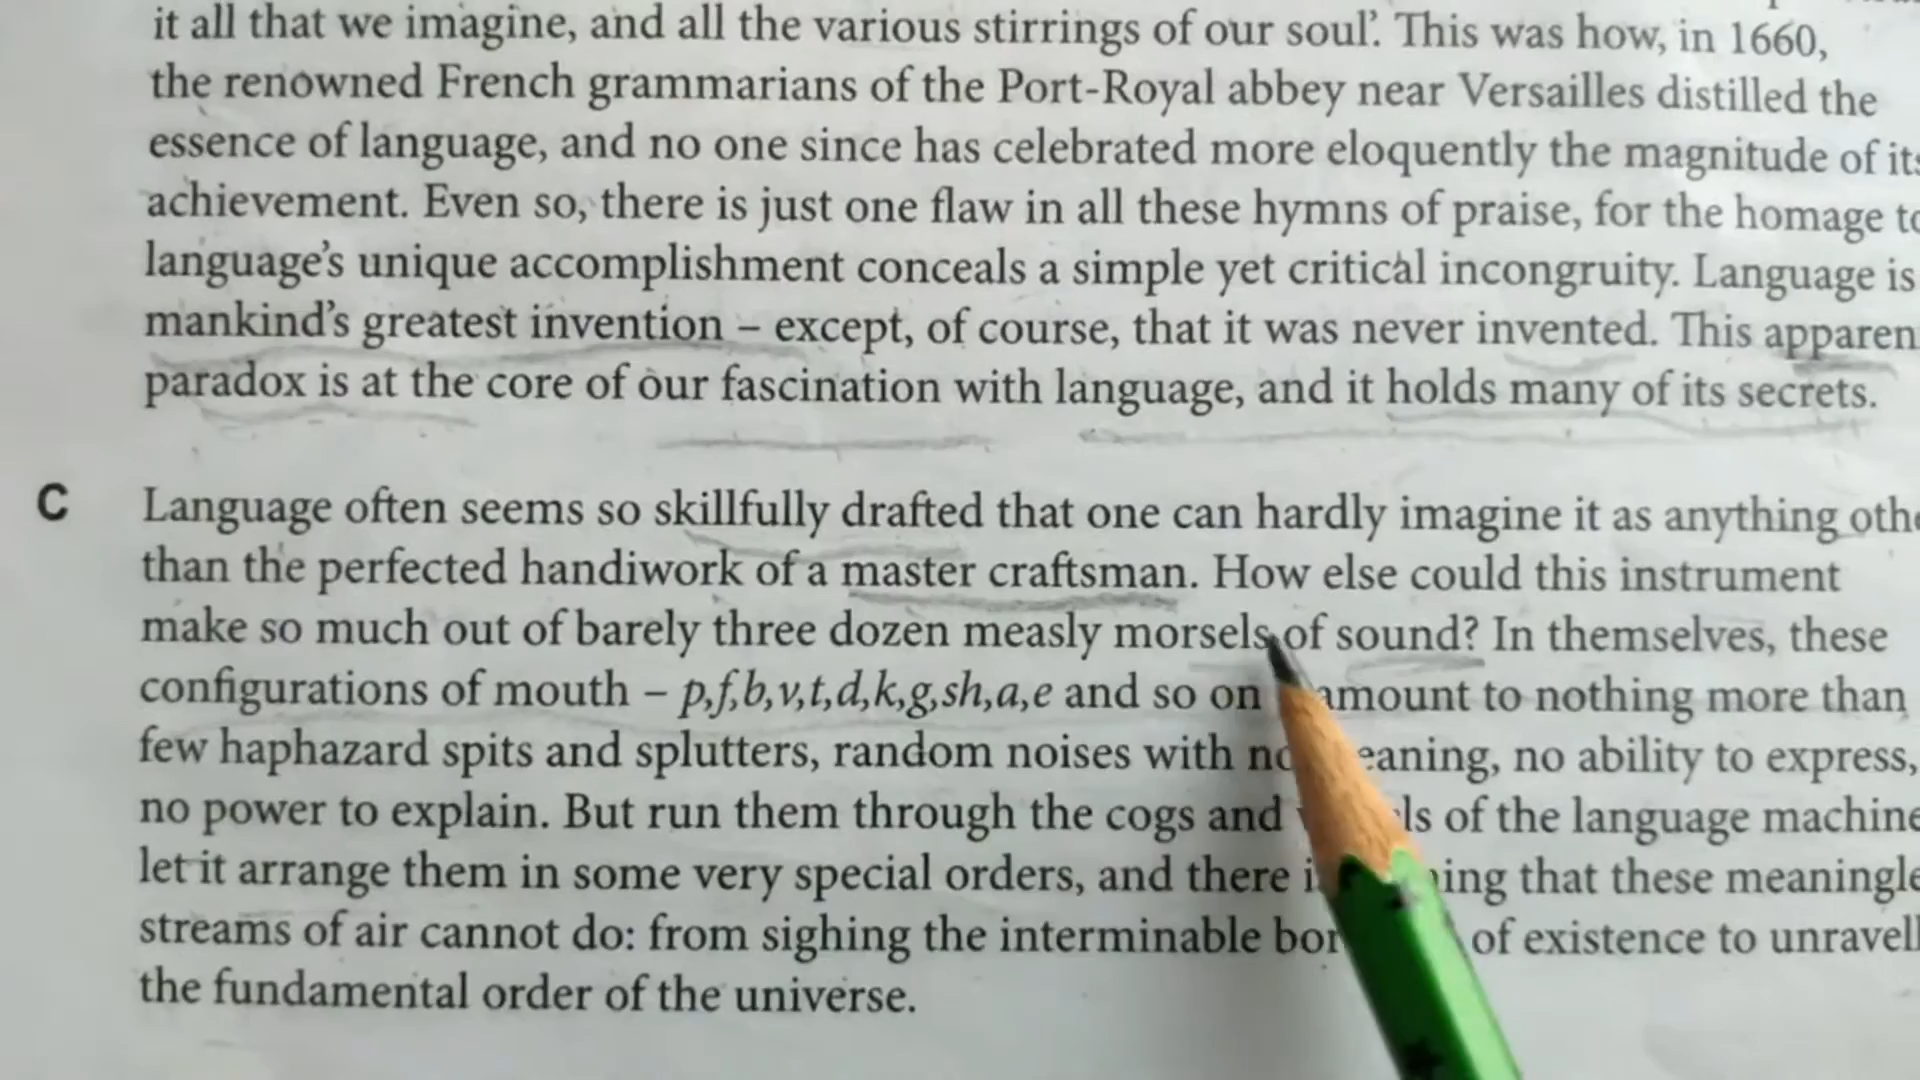 it all that we imagine, and all the various stirrings of our soul'. This was how, in 1660,
the renowned French grammarians of the Port-Royal abbey near Versailles distilled the
essence of language, and no one since has celebrated more eloquently the magnitude of its
achievement. Even so, there is just one flaw in all these hymns of praise, for the homage to
language's unique accomplishment conceals a simple yet critical incongruity. Language is
mankind's greatest invention – except, of course, that it was never invented. This apparen
paradox is at the core of our fascination with language, and it holds many of its secrets.
C Language often seems so skillfully drafted that one can hardly imagine it as anything othe
than the perfected handiwork of a master craftsman. How else could this instrument
make so much out of barely three dozen measly morsels of sound? In themselves, these
configurations of mouth – p,f,b,v,t,d,k,g,sh,a,e and so on amount to nothing more than
few haphazard spits and splutters, random noises with no eaning, no ability to express,
no power to explain. But run them through the cogs and ls of the language machine
let it arrange them in some very special orders, and there i ing that these meaningle
streams of air cannot do: from sighing the interminable bor of existence to unravell
the fundamental order of the universe.